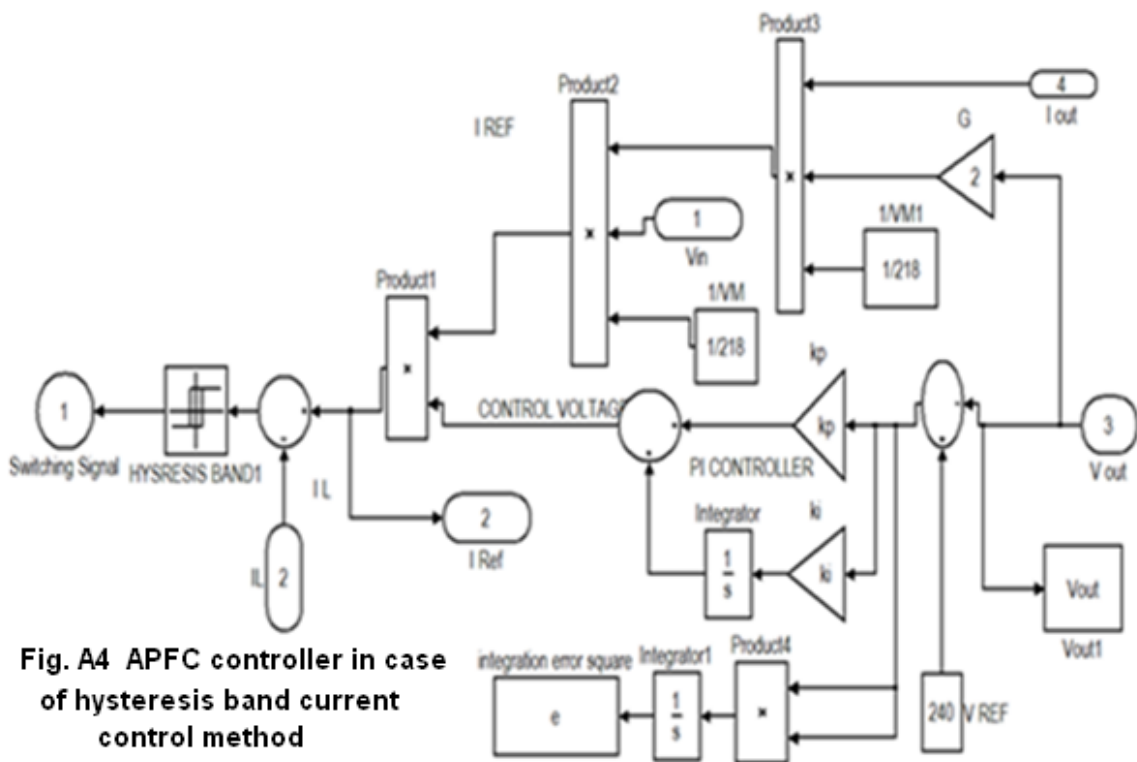 Product3
4
I out
Product2
I REF
G
2
×
1/VM1
1/218
1
Vin
×
Product1
1/VM
1/218
kp
×
1
Switching Signal
HYSRESIS BAND1
CONTROL VOLTAGE
kp
3
V out
PI CONTROLLER
I L
2
I Ref
Integrator
1
s
ki
ki
IL
2
Vout
Vout1
Fig. A4 APFC controller in case
of hysteresis band current
control method
integration error square
e
Integrator1
1
s
Product4
×
240
V REF